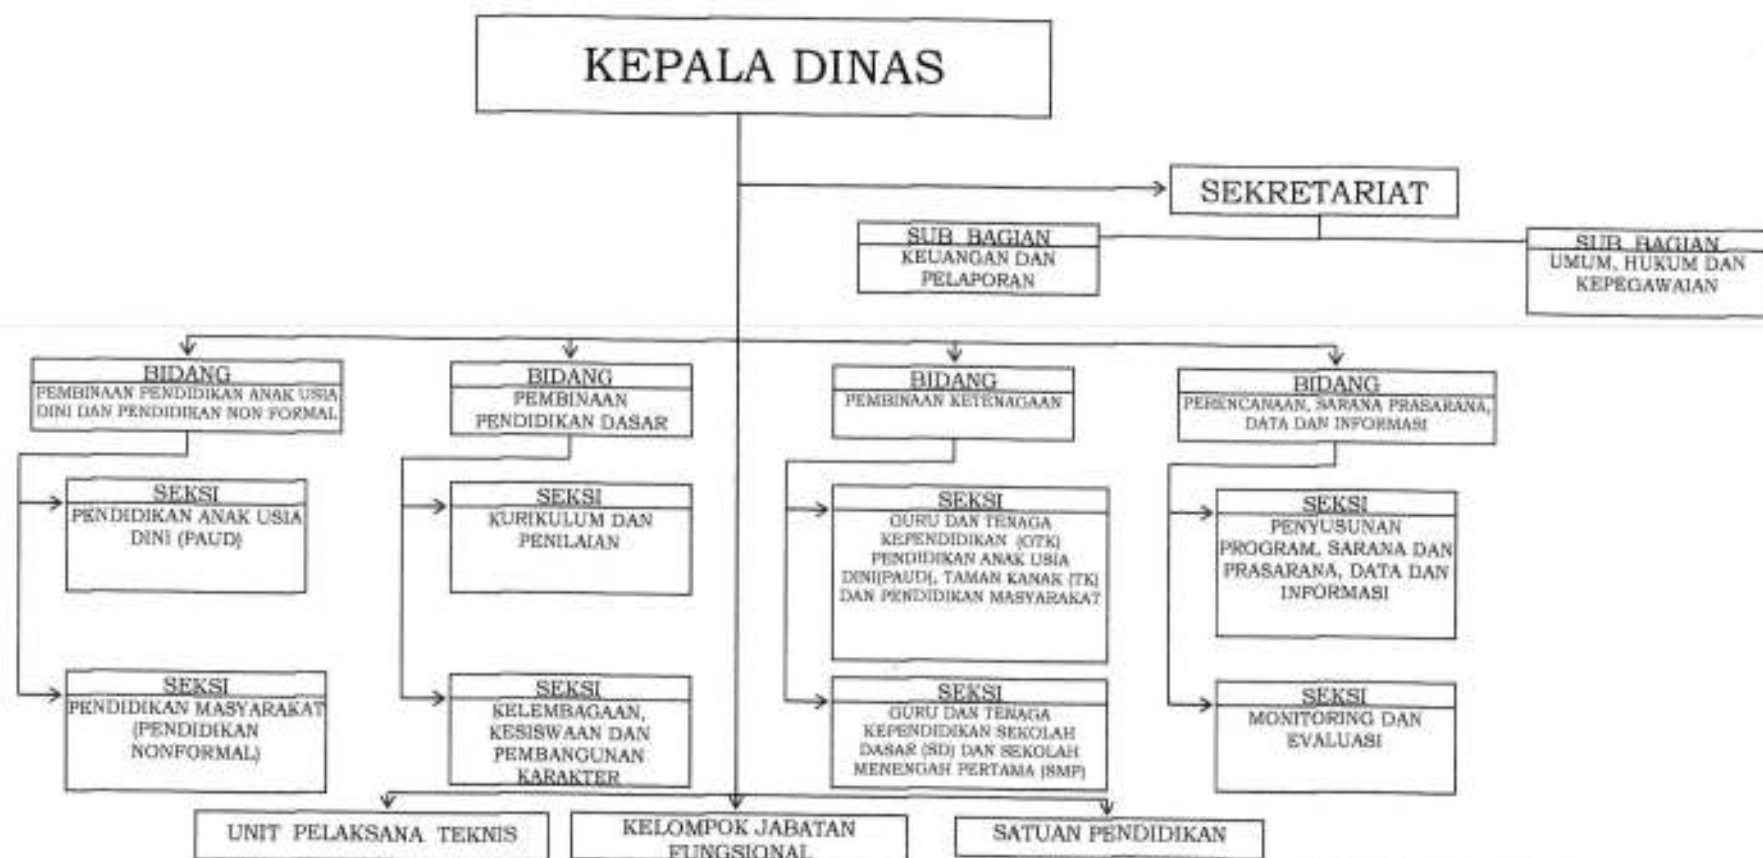 KEPALA DINAS
SEKRETARIAT
SUB BAGIAN
KEUANGAN DAN
PELAPORAN
SUB BAGIAN
UMUM, HUKUM DAN
KEPEGAWAIAN
BIDANG
PEMBINAAN PENDIDIKAN ANAK USIA
DINI DAN PENDIDIKAN NON FORMAL
BIDANG
PEMBINAAN
PENDIDIKAN DASAR
BIDANG
PEMBINAAN KETENAGAAN
BIDANG
PERENCANAAN, SARANA PRASARANA,
DATA DAN INFORMASI
SEKSI
PENDIDIKAN ANAK USIA
DINI (PAUD)
SEKSI
KURIKULUM DAN
PENILAIAN
SEKSI
GURU DAN TENAGA
KEPENDIDIKAN (GTK)
PENDIDIKAN ANAK USIA
DINI(PAUD), TAMAN KANAK (TK)
DAN PENDIDIKAN MASYARAKAT
SEKSI
PENYUSUNAN
PROGRAM, SARANA DAN
PRASARANA, DATA DAN
INFORMASI
SEKSI
PENDIDIKAN MASYARAKAT
(PENDIDIKAN
NONFORMAL)
SEKSI
KELEMBAGAAN,
KESISWAAN DAN
PEMBANGUNAN
KARAKTER
SEKSI
GURU DAN TENAGA
KEPENDIDIKAN SEKOLAH
DASAR (SD) DAN SEKOLAH
MENENGAH PERTAMA (SMP)
SEKSI
MONITORING DAN
EVALUASI
UNIT PELAKSANA TEKNIS
KELOMPOK JABATAN
FUNGSIONAL
SATUAN PENDIDIKAN